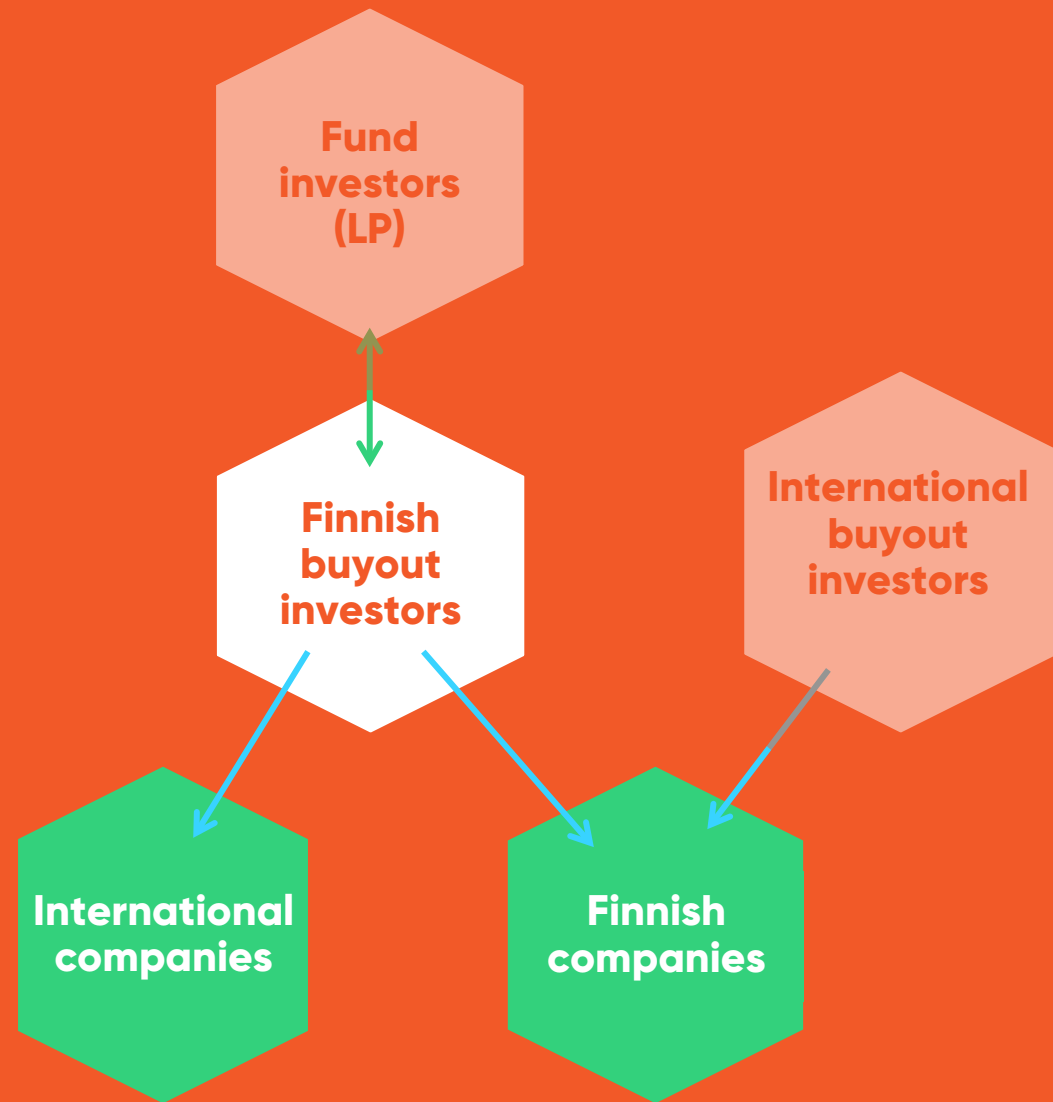 Fund
investors
(LP)
Finnish
buyout
investors
International
buyout
investors
International
companies
Finnish
companies